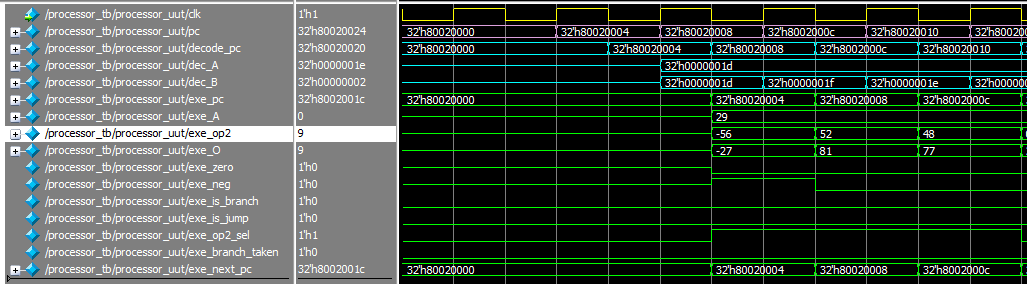 /processor_tb/processor_uut/clk 1'h1
/processor_tb/processor_uut/pc 32'h80020024 32'h80020000 32'h80020004 32'h80020008 32'h8002000c 32'h80020010 32'h8002
/processor_tb/processor_uut/decode_pc 32'h80020020 32'h80020000 32'h80020004 32'h80020008 32'h8002000c 32'h80020010
/processor_tb/processor_uut/dec_A 32'h0000001e 32'h0000001d
/processor_tb/processor_uut/dec_B 32'h00000002 32'h0000001d 32'h0000001f 32'h0000001e 32'h0000
/processor_tb/processor_uut/exe_pc 32'h8002001c 32'h80020000 32'h80020004 32'h80020008 32'h8002000c
/processor_tb/processor_uut/exe_A 0 29
/processor_tb/processor_uut/exe_op2 9 -56 52 48
/processor_tb/processor_uut/exe_O 9 -27 81 77
/processor_tb/processor_uut/exe_zero 1'h0
/processor_tb/processor_uut/exe_neg 1'h0
/processor_tb/processor_uut/exe_is_branch 1'h0
/processor_tb/processor_uut/exe_is_jump 1'h0
/processor_tb/processor_uut/exe_op2_sel 1'h1
/processor_tb/processor_uut/exe_branch_taken 1'h0
/processor_tb/processor_uut/exe_next_pc 32'h8002001c 32'h80020000 32'h80020004 32'h80020008 32'h8002000c